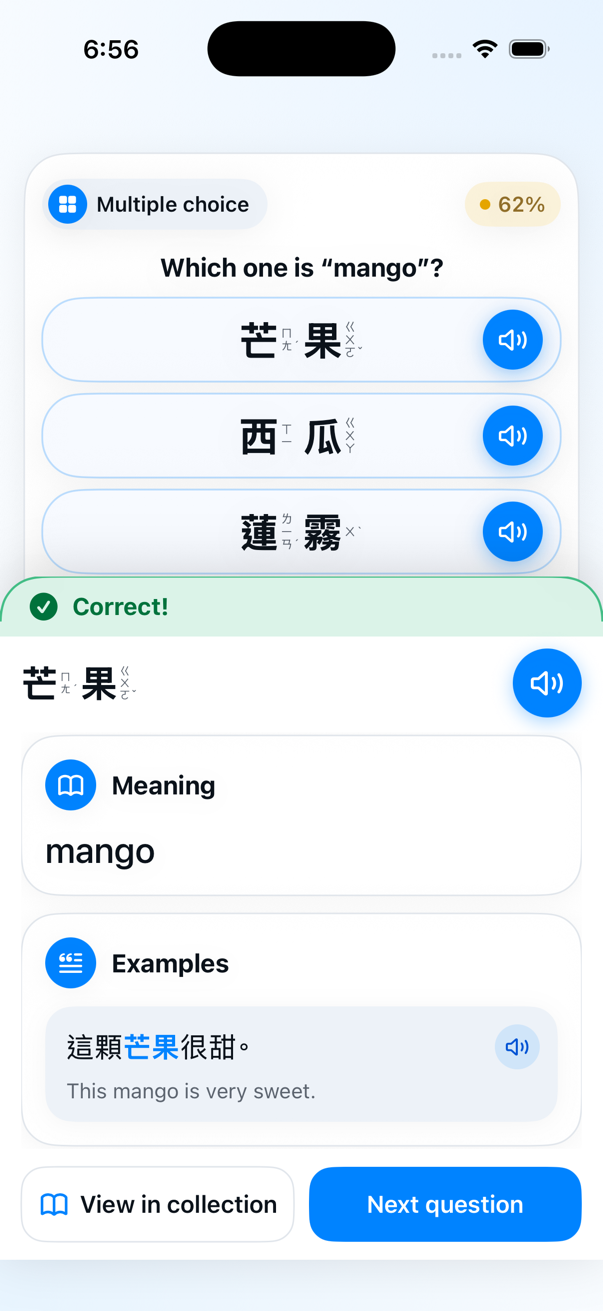 6:56
Multiple choice
62%
Which one is “mango”?
芒ㄇㄤˊ果ㄍㄨㄛˇ
西ㄒㄧ瓜ㄍㄨㄚ
蓮ㄌㄧㄢˊ霧ㄨˋ
Correct!
芒ㄇㄤˊ果ㄍㄨㄛˇ
Meaning
mango
Examples
這顆芒果很甜。
This mango is very sweet.
View in collection
Next question